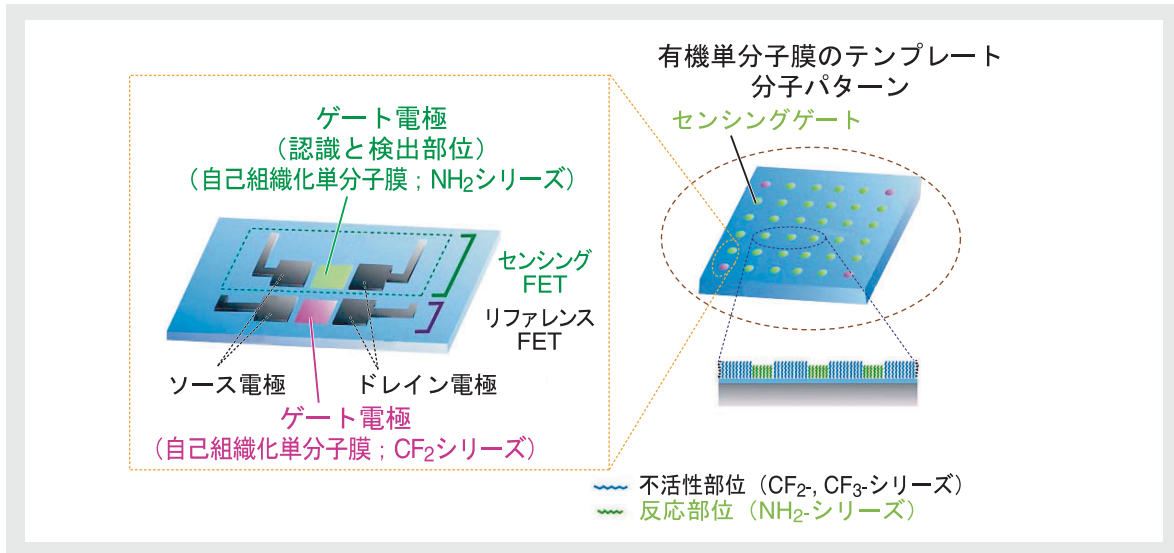 有機単分子膜のテンプレート
分子パターン
センシングゲート
ゲート電極
（認識と検出部位）
（自己組織化単分子膜；NH₂シリーズ）
センシング
FET
リファレンス
FET
ソース電極
ドレイン電極
ゲート電極
（自己組織化単分子膜；CF₂シリーズ）
不活性部位（CF₂-, CF₃-シリーズ）
反応部位（NH₂-シリーズ）